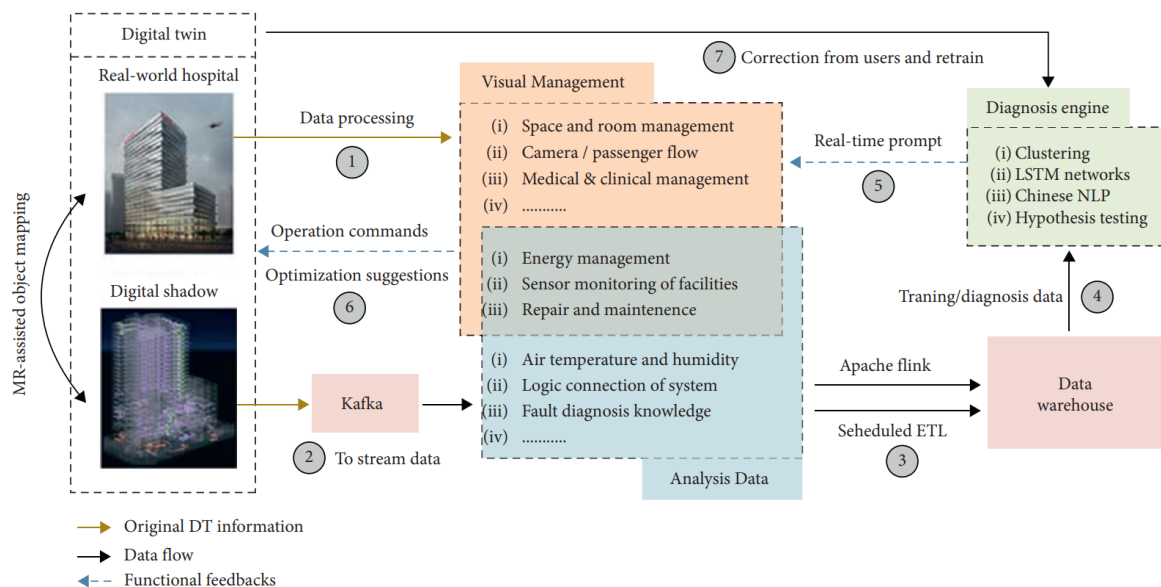 Digital twin
Real-world hospital
Digital shadow
MR-assisted object mapping
Data processing
1
Operation commands
Optimization suggestions
6
Kafka
2
To stream data
Visual Management
(i) Space and room management
(ii) Camera / passenger flow
(iii) Medical & clinical management
(iv) ...........
(i) Energy management
(ii) Sensor monitoring of facilities
(iii) Repair and maintenence
(i) Air temperature and humidity
(ii) Logic connection of system
(iii) Fault diagnosis knowledge
(iv) ...........
Analysis Data
7
Correction from users and retrain
Real-time prompt
5
Diagnosis engine
(i) Clustering
(ii) LSTM networks
(iii) Chinese NLP
(iv) Hypothesis testing
Traning/diagnosis data
4
Apache flink
Seheduled ETL
3
Data
warehouse
Original DT information
Data flow
Functional feedbacks